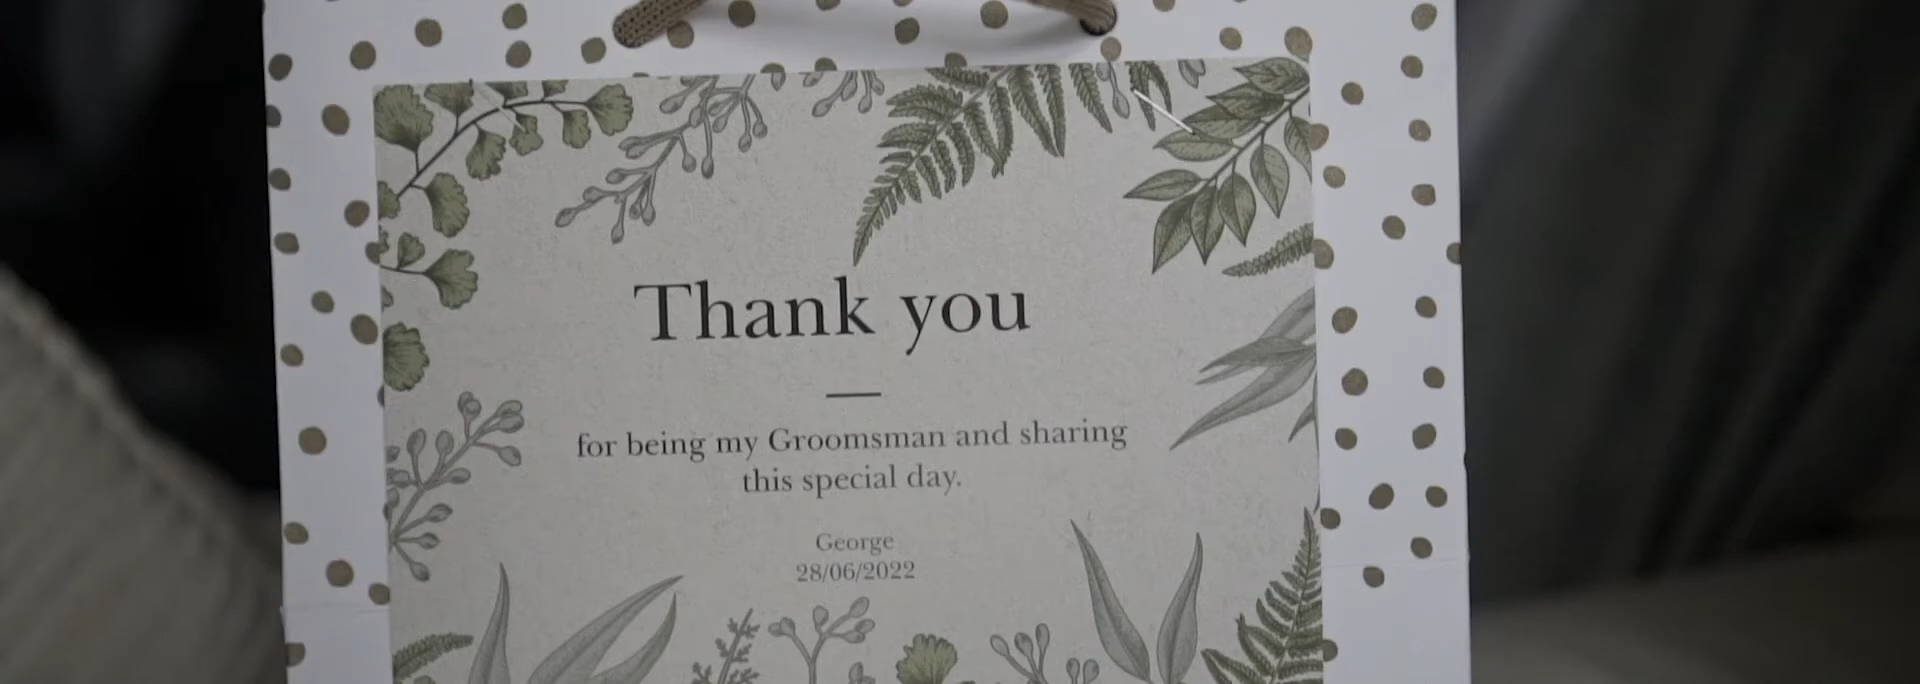 Thank you
for being my Groomsman and sharing
this special day.
George
28/06/2022